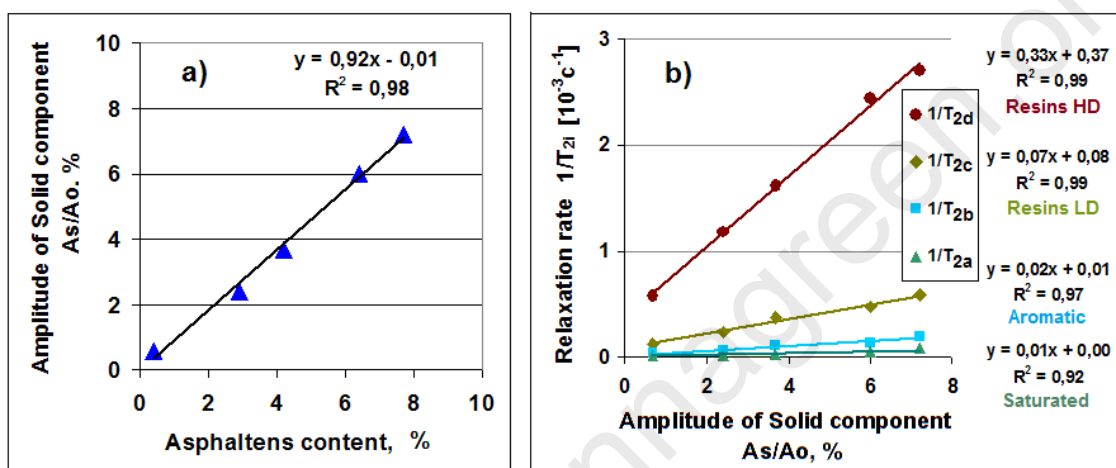 a)
y = 0,92x - 0,01
R² = 0,98
Amplitude of Solid component
As/Ao. %
10
8
6
4
2
0
0 2 4 6 8 10
Asphaltens content, %
b)
Relaxation rate 1/T2i [10⁻³c⁻¹]
3
2
1
0
0 2 4 6 8
Amplitude of Solid component
As/Ao, %
1/T2d
1/T2c
1/T2b
1/T2a
y = 0,33x + 0,37
R² = 0,99
Resins HD
y = 0,07x + 0,08
R² = 0,99
Resins LD
y = 0,02x + 0,01
R² = 0,97
Aromatic
y = 0,01x + 0,00
R² = 0,92
Saturated